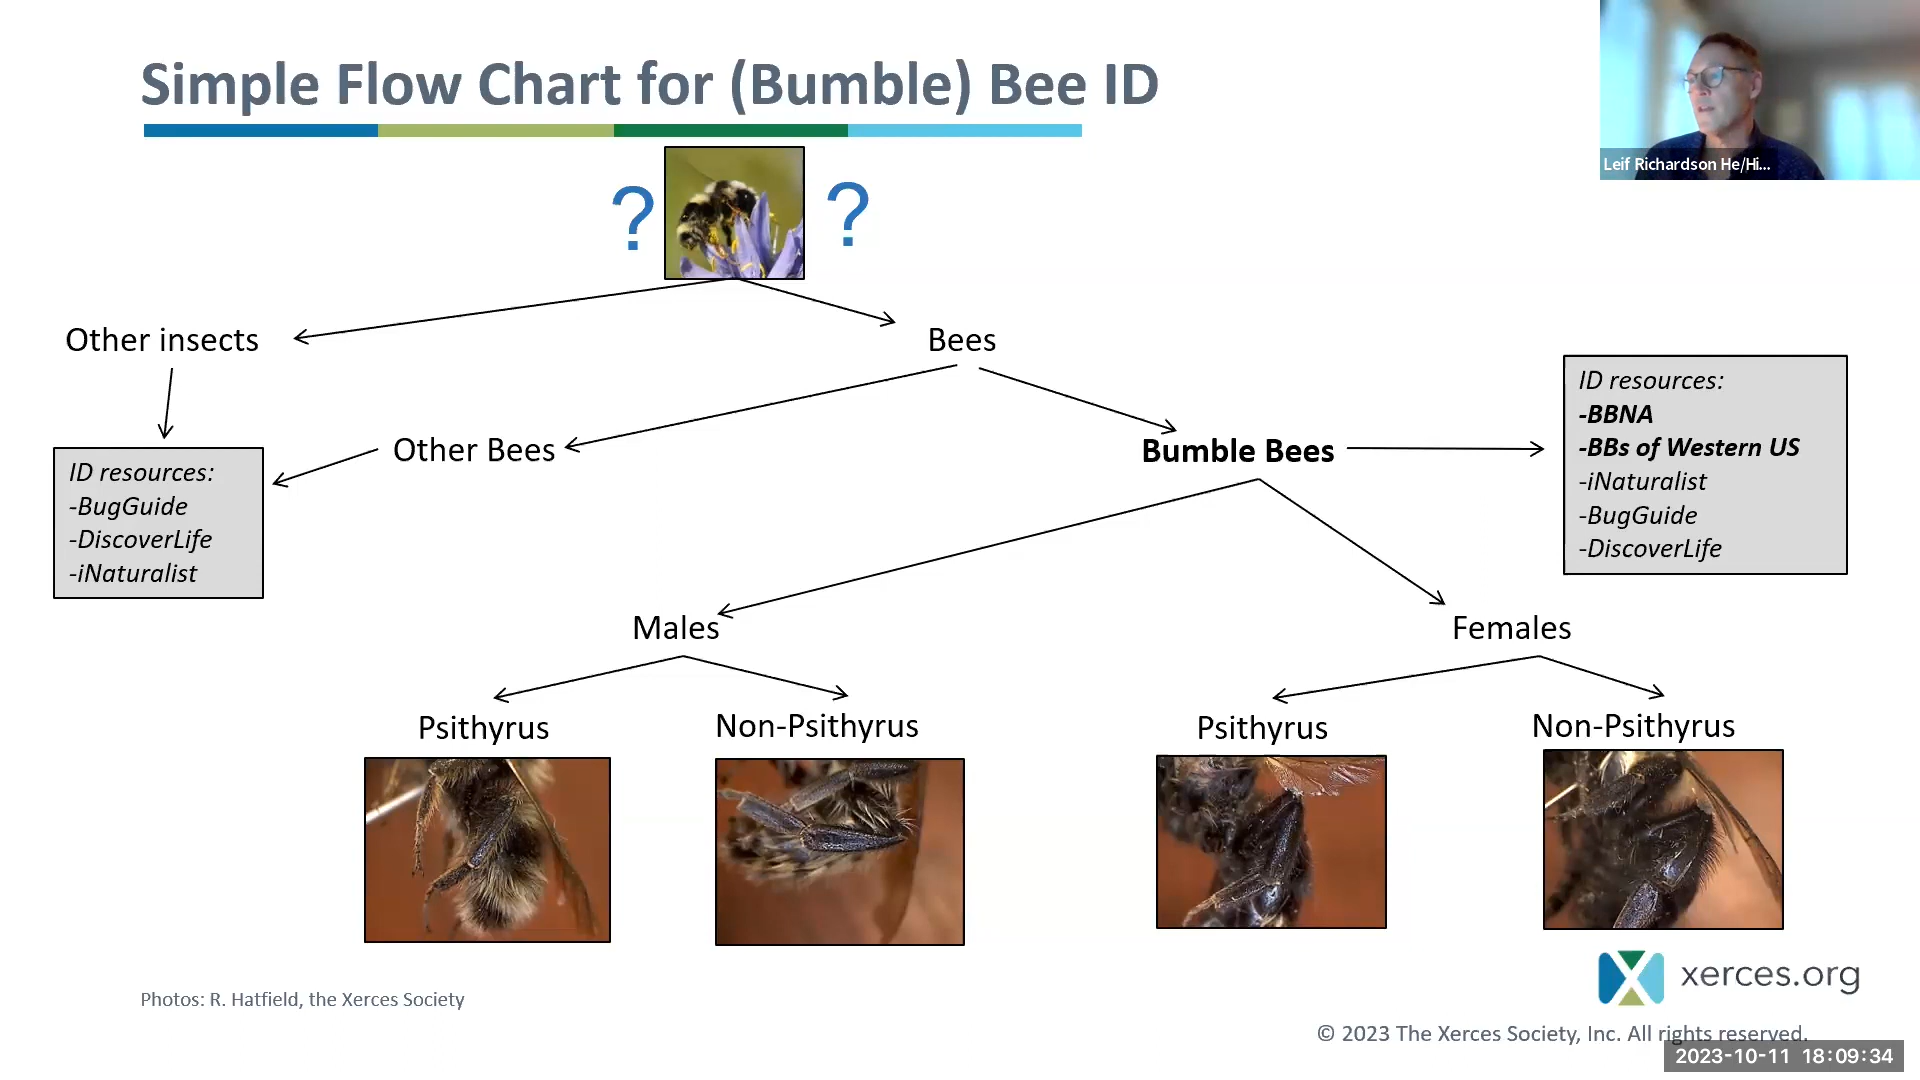 Simple Flow Chart for (Bumble) Bee ID
Leif Richardson He/Hi...
? ?
Other insects
Bees
ID resources:
-BBNA
-BBs of Western US
-iNaturalist
-BugGuide
-DiscoverLife
Other Bees
Bumble Bees
ID resources:
-BugGuide
-DiscoverLife
-iNaturalist
Males
Females
Psithyrus
Non-Psithyrus
Psithyrus
Non-Psithyrus
xerces.org
Photos: R. Hatfield, the Xerces Society
© 2023 The Xerces Society, Inc. All rights reserved.
2023-10-11 18:09:34